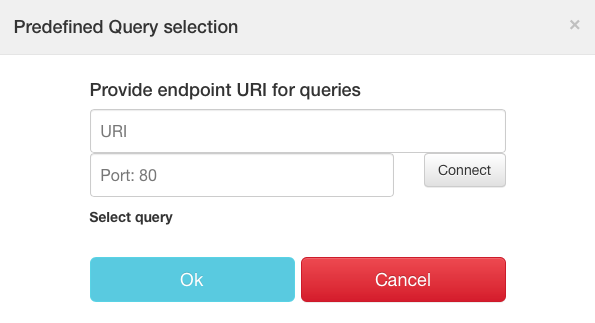 Predefined Query selection ×
Provide endpoint URI for queries
URI
Port: 80 Connect
Select query
Ok Cancel